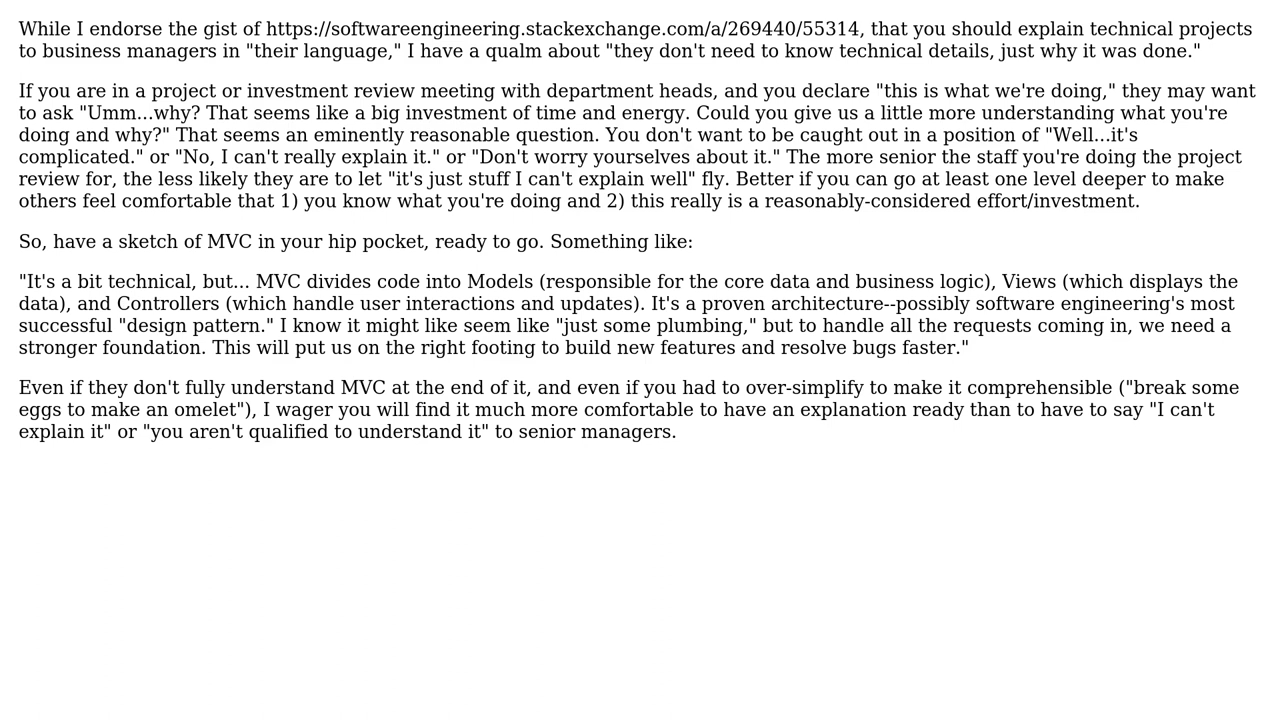 While I endorse the gist of https://softwareengineering.stackexchange.com/a/269440/55314, that you should explain technical projects
to business managers in "their language," I have a qualm about "they don't need to know technical details, just why it was done."
If you are in a project or investment review meeting with department heads, and you declare "this is what we're doing," they may want
to ask "Umm...why? That seems like a big investment of time and energy. Could you give us a little more understanding what you're
doing and why?" That seems an eminently reasonable question. You don't want to be caught out in a position of "Well...it's
complicated." or "No, I can't really explain it." or "Don't worry yourselves about it." The more senior the staff you're doing the project
review for, the less likely they are to let "it's just stuff I can't explain well" fly. Better if you can go at least one level deeper to make
others feel comfortable that 1) you know what you're doing and 2) this really is a reasonably-considered effort/investment.
So, have a sketch of MVC in your hip pocket, ready to go. Something like:
"It's a bit technical, but... MVC divides code into Models (responsible for the core data and business logic), Views (which displays the
data), and Controllers (which handle user interactions and updates). It's a proven architecture--possibly software engineering's most
successful "design pattern." I know it might like seem like "just some plumbing," but to handle all the requests coming in, we need a
stronger foundation. This will put us on the right footing to build new features and resolve bugs faster."
Even if they don't fully understand MVC at the end of it, and even if you had to over-simplify to make it comprehensible ("break some
eggs to make an omelet"), I wager you will find it much more comfortable to have an explanation ready than to have to say "I can't
explain it" or "you aren't qualified to understand it" to senior managers.